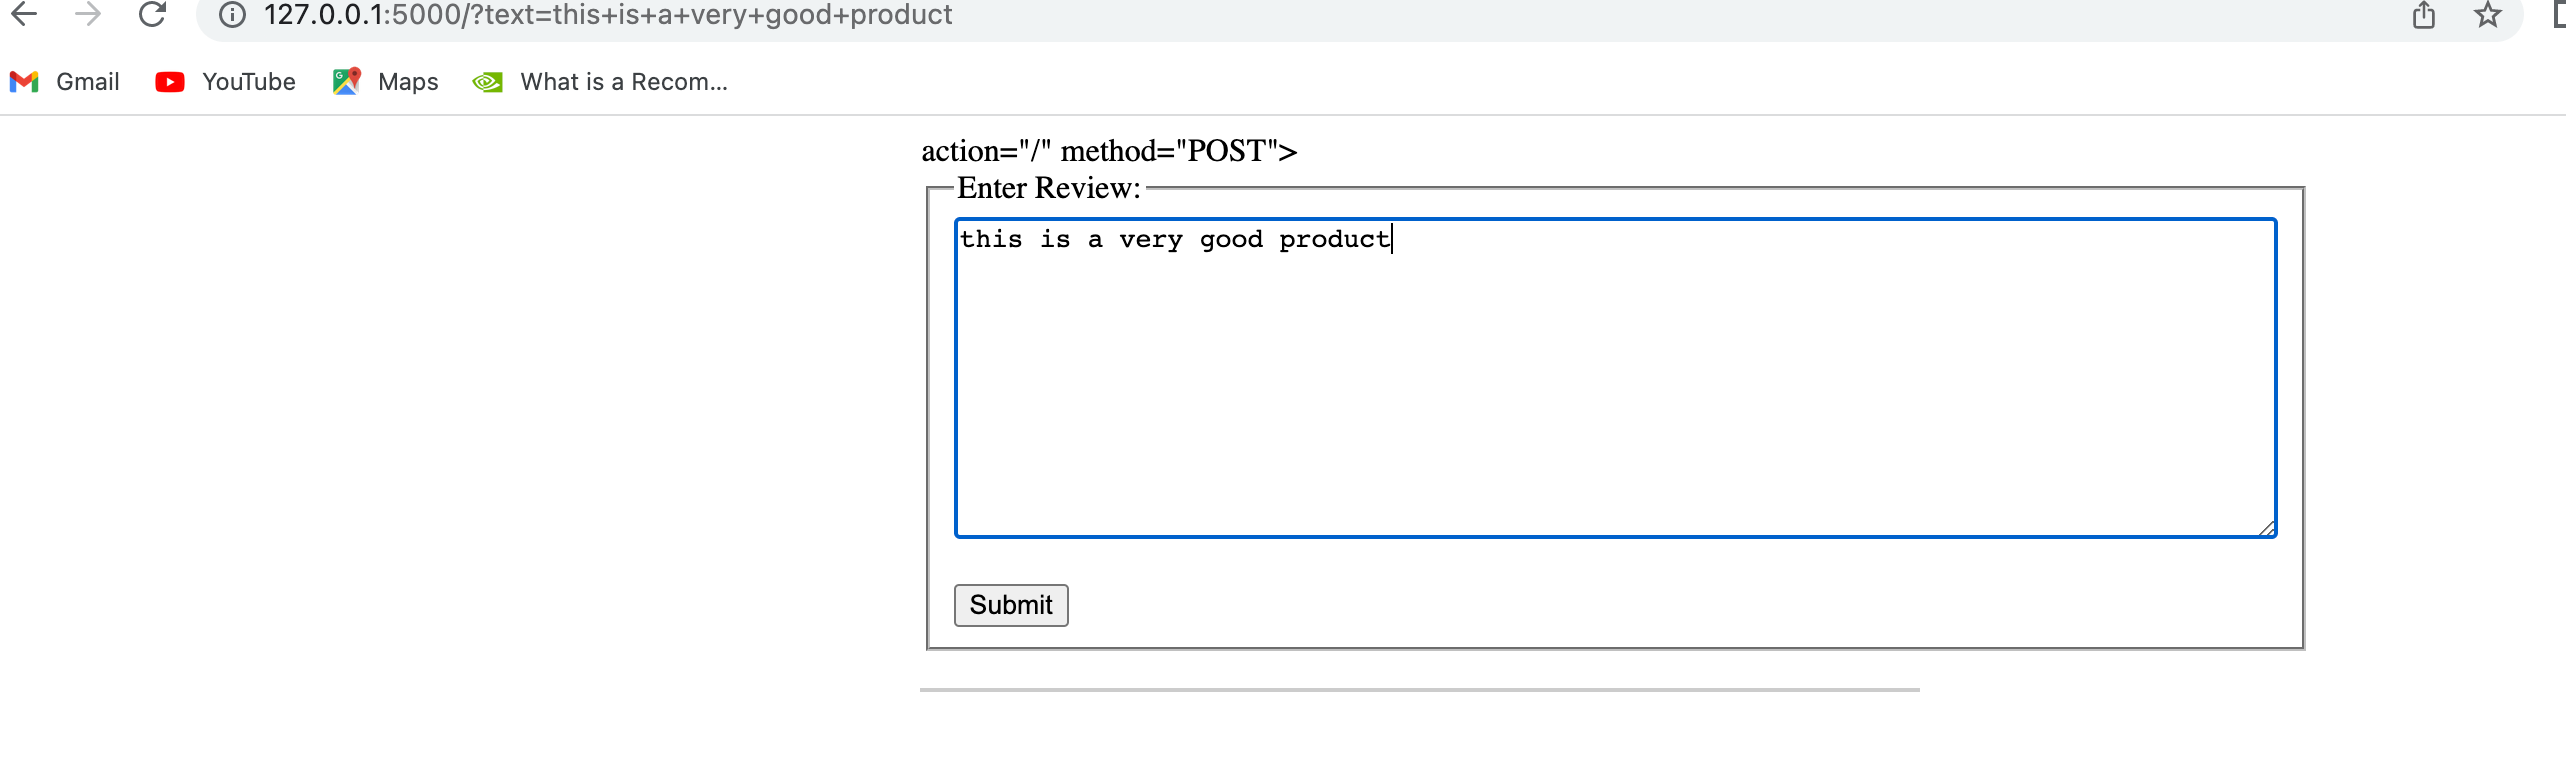 127.0.0.1:5000/?text=this+is+a+very+good+product
Gmail YouTube Maps What is a Recom...
action="/" method="POST">
Enter Review:
this is a very good product
Submit